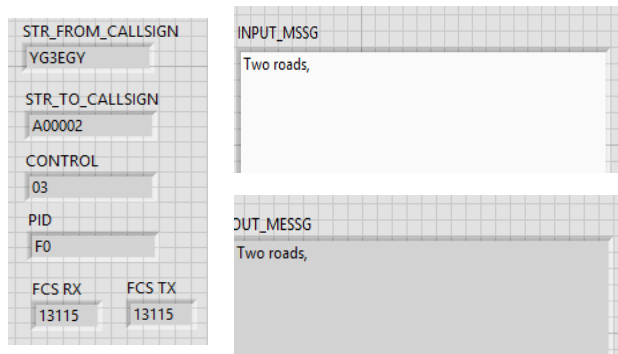 STR_FROM_CALLSIGN
YG3EGY
STR_TO_CALLSIGN
A00002
CONTROL
03
PID
F0
FCS RX FCS TX
13115 13115
INPUT_MSSG
Two roads,
OUT_MESSG
Two roads,